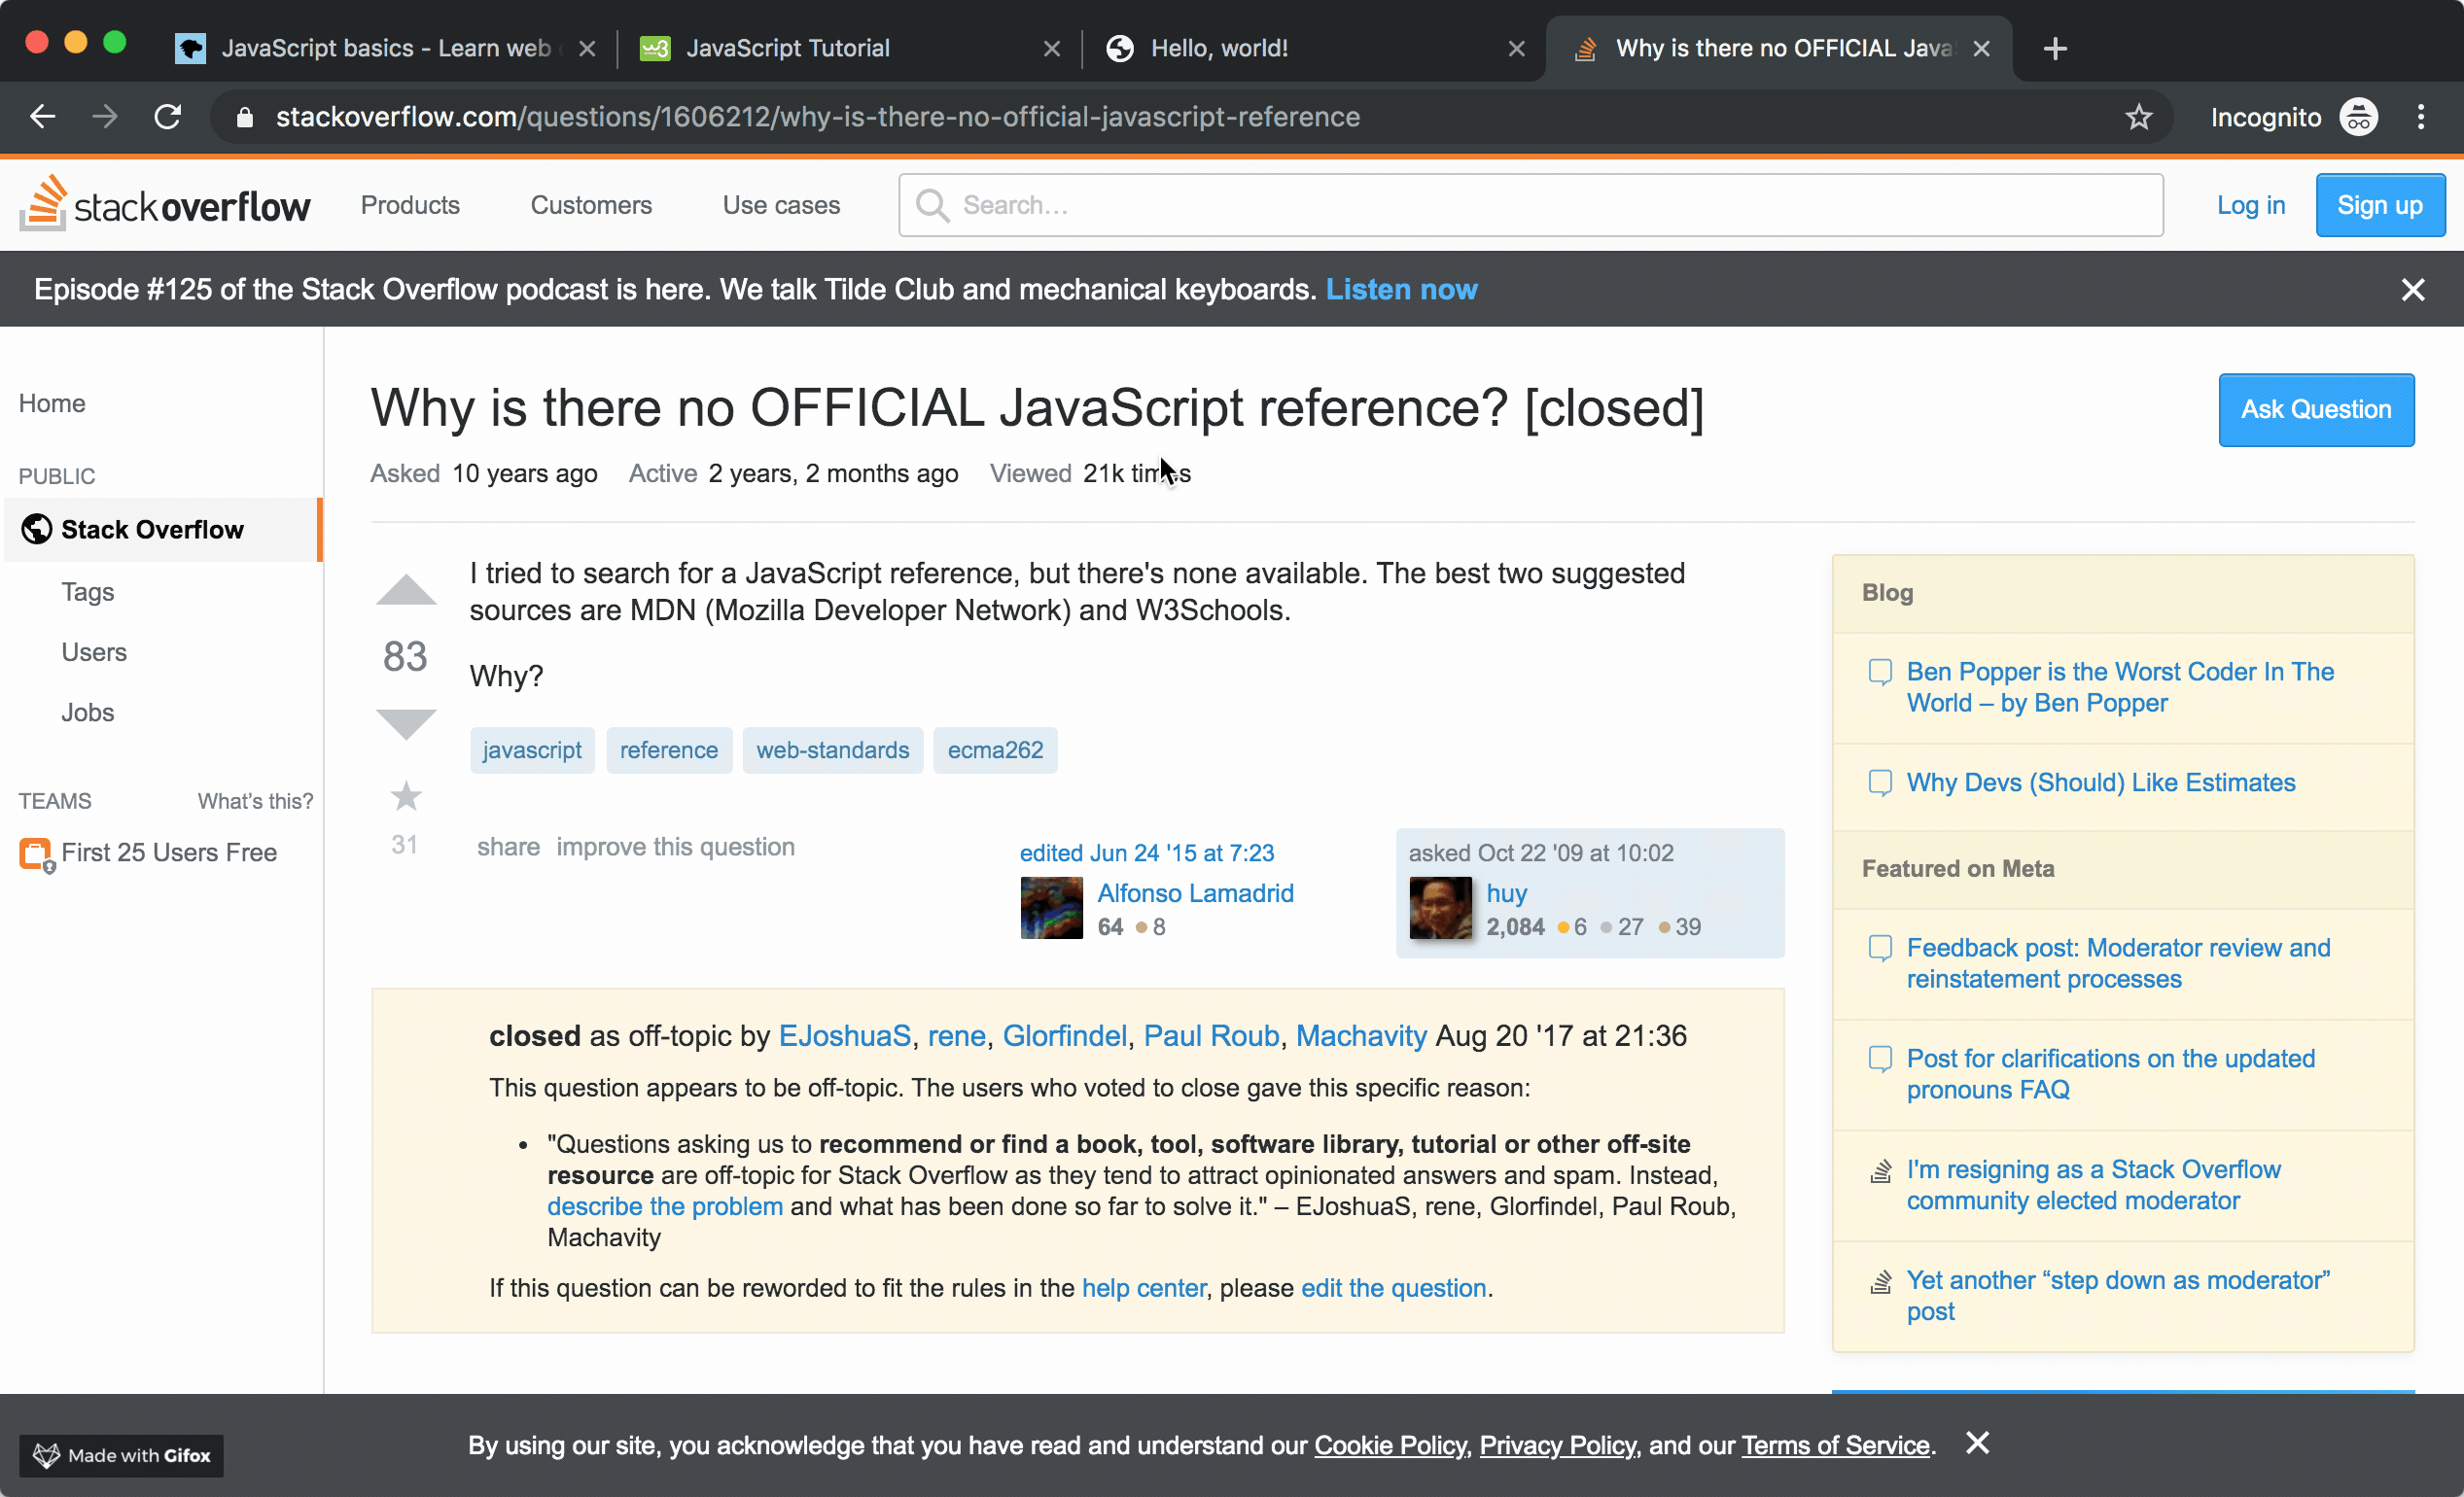 JavaScript basics - Learn web
JavaScript Tutorial
Hello, world!
Why is there no OFFICIAL Java
stackoverflow.com/questions/1606212/why-is-there-no-official-javascript-reference
Incognito
stackoverflow
Products
Customers
Use cases
Search...
Log in
Sign up
Episode #125 of the Stack Overflow podcast is here. We talk Tilde Club and mechanical keyboards. Listen now
Home
PUBLIC
Stack Overflow
Tags
Users
Jobs
TEAMS What's this?
First 25 Users Free
Why is there no OFFICIAL JavaScript reference? [closed]
Ask Question
Asked 10 years ago Active 2 years, 2 months ago Viewed 21k times
83
31
I tried to search for a JavaScript reference, but there's none available. The best two suggested
sources are MDN (Mozilla Developer Network) and W3Schools.
Why?
javascript reference web-standards ecma262
share improve this question
edited Jun 24 '15 at 7:23
Alfonso Lamadrid
64 8
asked Oct 22 '09 at 10:02
huy
2,084 6 27 39
closed as off-topic by EJoshuaS, rene, Glorfindel, Paul Roub, Machavity Aug 20 '17 at 21:36
This question appears to be off-topic. The users who voted to close gave this specific reason:
• "Questions asking us to recommend or find a book, tool, software library, tutorial or other off-site
resource are off-topic for Stack Overflow as they tend to attract opinionated answers and spam. Instead,
describe the problem and what has been done so far to solve it." – EJoshuaS, rene, Glorfindel, Paul Roub,
Machavity
If this question can be reworded to fit the rules in the help center, please edit the question.
Blog
Ben Popper is the Worst Coder In The
World – by Ben Popper
Why Devs (Should) Like Estimates
Featured on Meta
Feedback post: Moderator review and
reinstatement processes
Post for clarifications on the updated
pronouns FAQ
I'm resigning as a Stack Overflow
community elected moderator
Yet another “step down as moderator”
post
Made with Gifox
By using our site, you acknowledge that you have read and understand our Cookie Policy, Privacy Policy, and our Terms of Service.